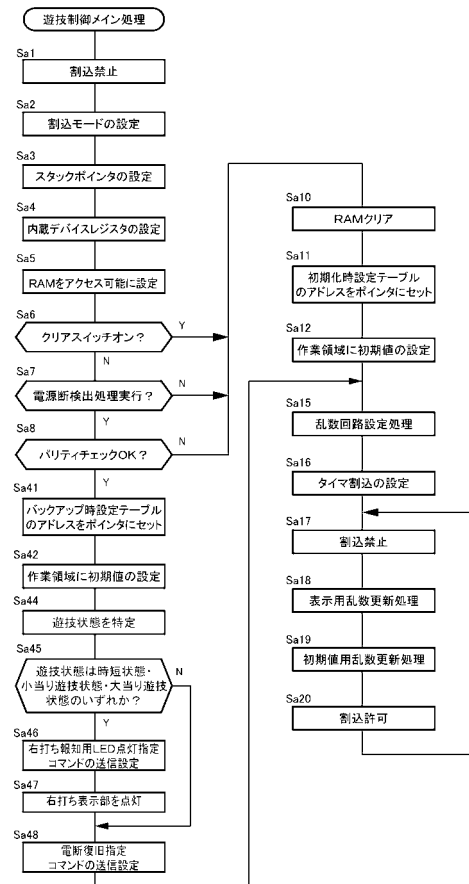 遊技制御メイン処理
Sa1
割込禁止
Sa2
割込モードの設定
Sa3
スタックポインタの設定
Sa4
内蔵デバイスレジスタの設定
Sa5
RAMをアクセス可能に設定
Sa6
クリアスイッチオン?
Y
N
Sa7
電源断検出処理実行?
N
Y
Sa8
パリティチェックOK?
N
Y
Sa41
バックアップ時設定テーブル
のアドレスをポインタにセット
Sa42
作業領域に初期値の設定
Sa44
遊技状態を特定
Sa45
遊技状態は時短状態・
小当り遊技状態・大当り遊技
状態のいずれか?
N
Y
Sa46
右打ち報知用LED点灯指定
コマンドの送信設定
Sa47
右打ち表示部を点灯
Sa48
電断復旧指定
コマンドの送信設定
Sa10
RAMクリア
Sa11
初期化時設定テーブル
のアドレスをポインタにセット
Sa12
作業領域に初期値の設定
Sa15
乱数回路設定処理
Sa16
タイマ割込の設定
Sa17
割込禁止
Sa18
表示用乱数更新処理
Sa19
初期値用乱数更新処理
Sa20
割込許可